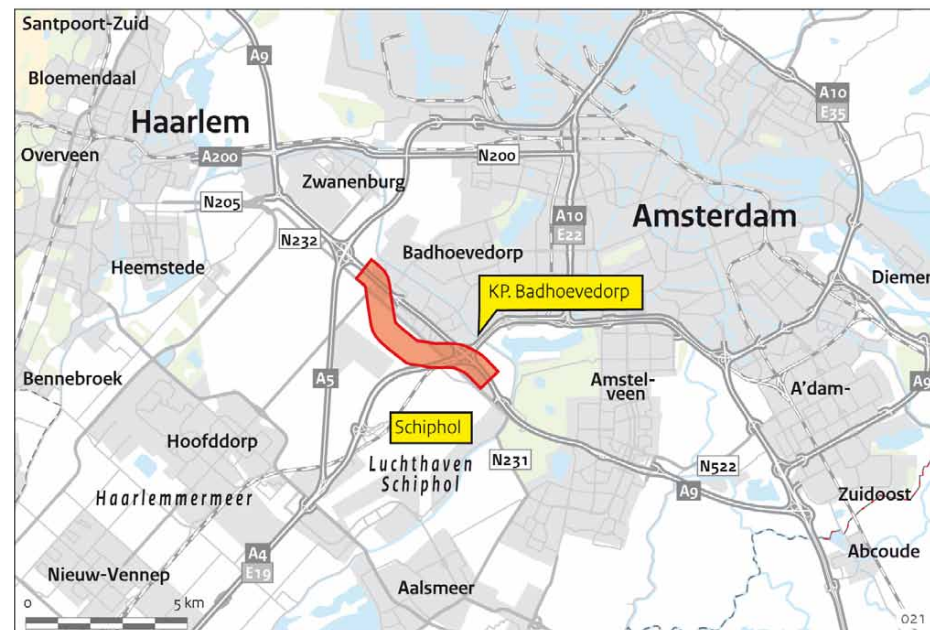 Santpoort-Zuid
A9
A10
E35
Bloemendaal
Haarlem
Overveen
A200
N200
Zwanenburg
N205
A10
E22
Amsterdam
N232
Badhoevedorp
Heemstede
Diemen
KP. Badhoevedorp
Bennebroek
A5
Amstel-
veen
A'dam-
A9
Schiphol
Hoofddorp
Luchthaven
Schiphol
N231
N522
Haarlemmermeer
A9
Zuidoost
A4
E19
Abcoude
Nieuw-Vennep
Aalsmeer
0
5 km
021